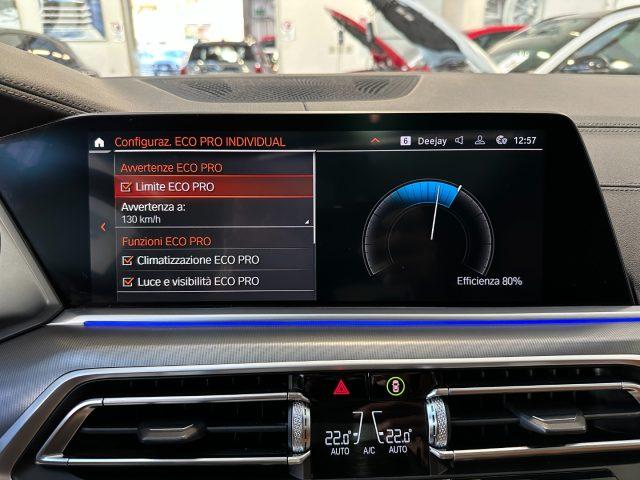 Configuraz. ECO PRO INDIVIDUAL
6 Deejay 12:57
Avvertenze ECO PRO
Limite ECO PRO
Avvertenza a:
130 km/h
Funzioni ECO PRO
Climatizzazione ECO PRO
Luce e visibilità ECO PRO
Efficienza 80%
22.0° 22.0°
AUTO A/C AUTO